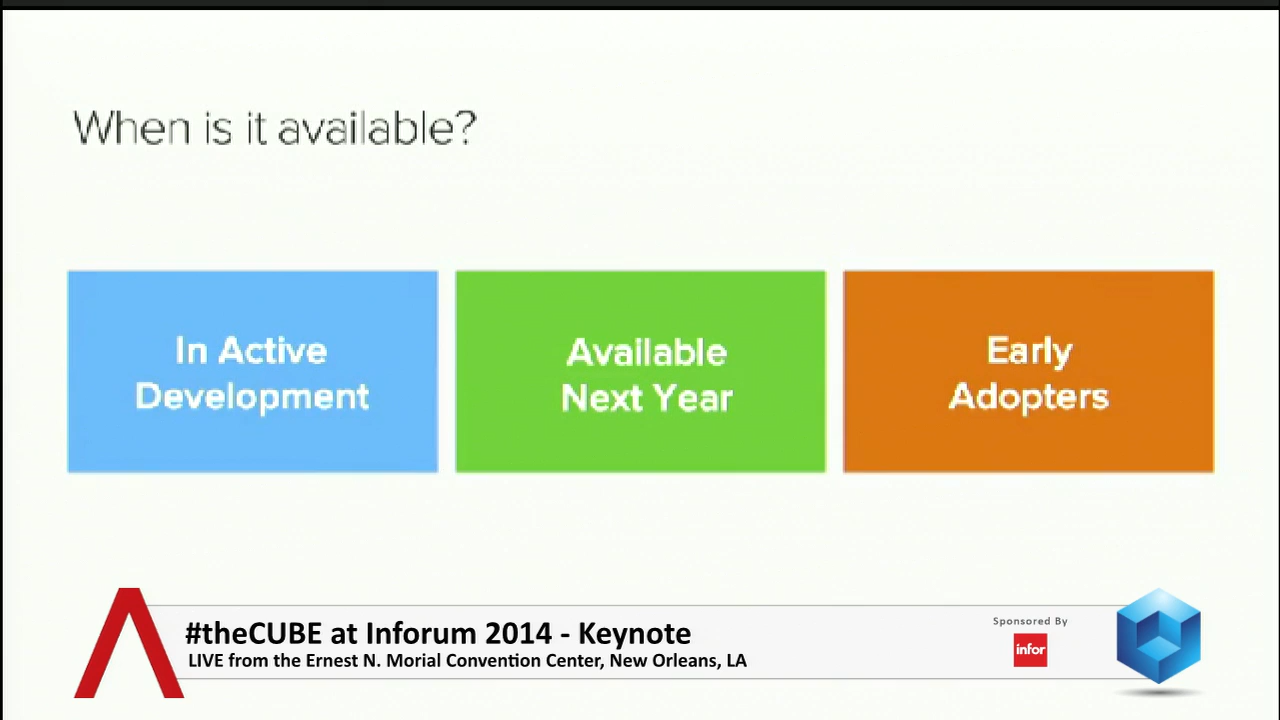 When is it available?
In Active
Development
Available
Next Year
Early
Adopters
#theCUBE at Inforum 2014 - Keynote
LIVE from the Ernest N. Morial Convention Center, New Orleans, LA
Sponsored By
infor